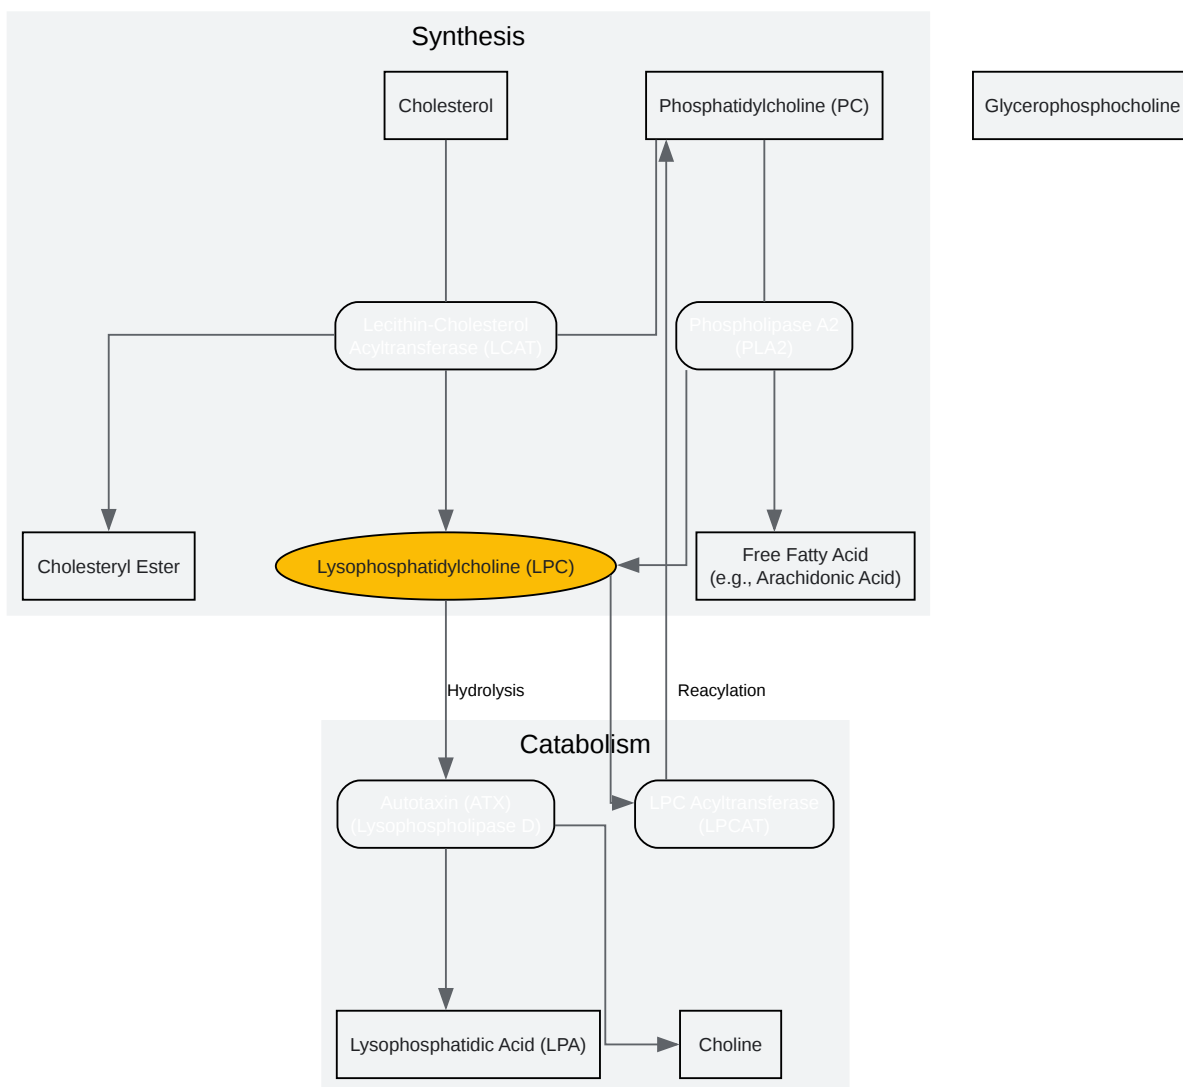 Synthesis
Cholesterol
Phosphatidylcholine (PC)
Glycerophosphocholine
Lecithin-Cholesterol
Acyltransferase (LCAT)
Phospholipase A2
(PLA2)
Cholesteryl Ester
Lysophosphatidylcholine (LPC)
Free Fatty Acid
(e.g., Arachidonic Acid)
Hydrolysis
Reacylation
Catabolism
Autotaxin (ATX)
(Lysophospholipase D)
LPC Acyltransferase
(LPCAT)
Lysophosphatidic Acid (LPA)
Choline